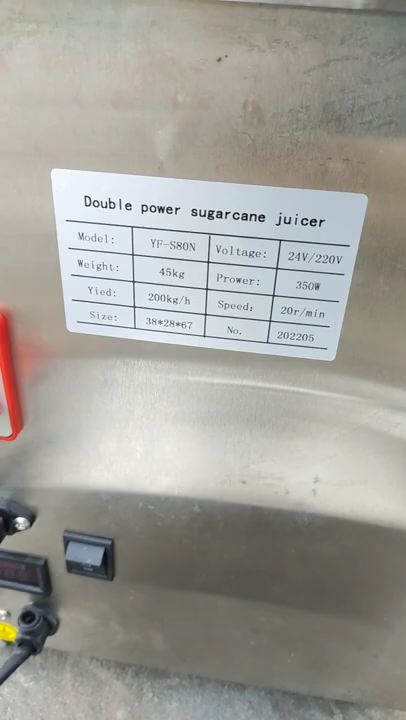 Double power sugarcane juicer
Model: YF-S80N Voltage: 24V/220V
Weight: 45kg Prower: 350W
Yied: 200kg/h Speed: 20r/min
Size: 38*28*67 No. 202205